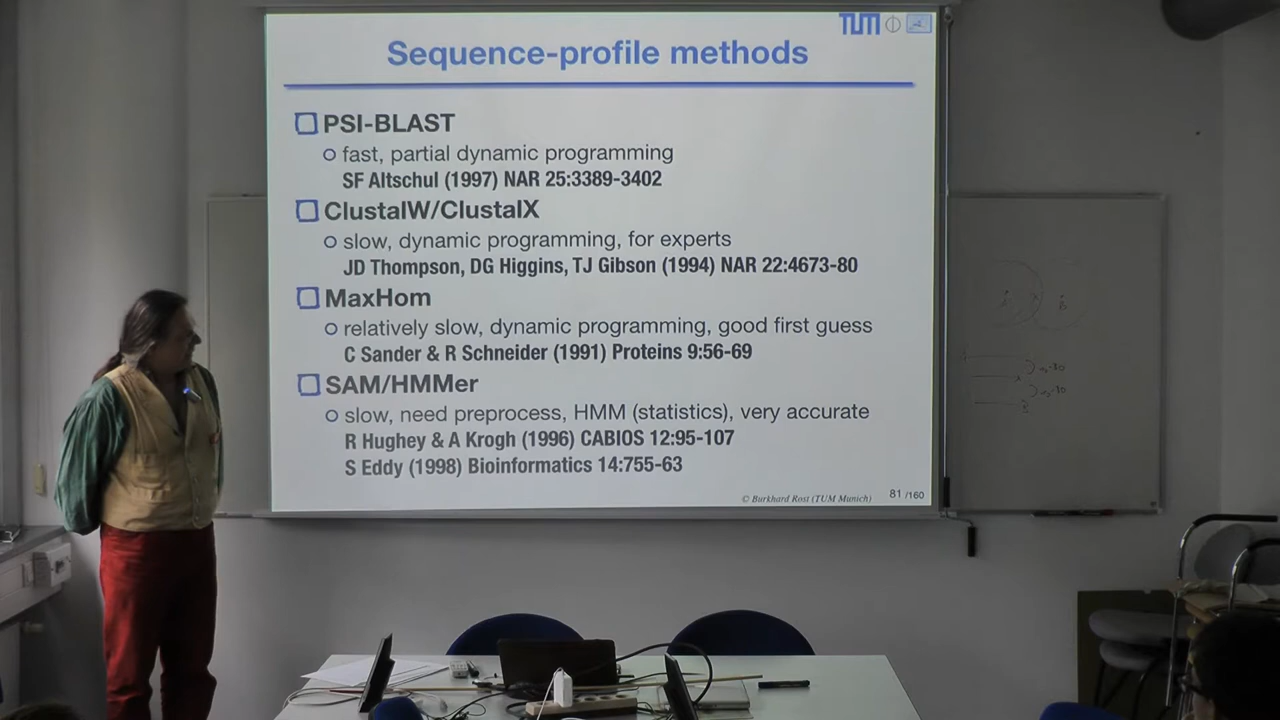 TUM
Sequence-profile methods
PSI-BLAST
fast, partial dynamic programming
SF Altschul (1997) NAR 25:3389-3402
ClustalW/ClustalX
slow, dynamic programming, for experts
JD Thompson, DG Higgins, TJ Gibson (1994) NAR 22:4673-80
MaxHom
relatively slow, dynamic programming, good first guess
C Sander & R Schneider (1991) Proteins 9:56-69
SAM/HMMer
slow, need preprocess, HMM (statistics), very accurate
R Hughey & A Krogh (1996) CABIOS 12:95-107
S Eddy (1998) Bioinformatics 14:755-63
© Burkhard Rost (TUM Munich)
81 /160